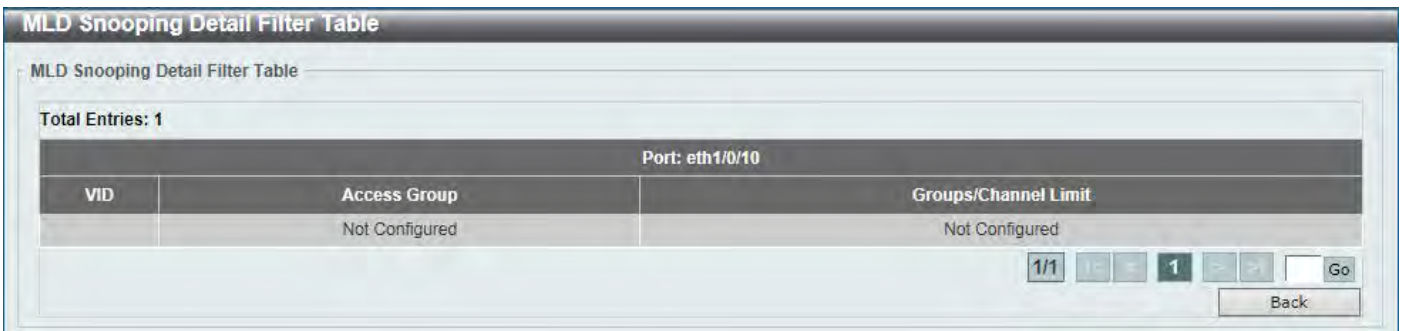 MLD Snooping Detail Filter Table
MLD Snooping Detail Filter Table
Total Entries: 1
Port: eth1/0/10
VID Access Group Groups/Channel Limit
Not Configured Not Configured
1/1 |< < 1 > >| Go
Back